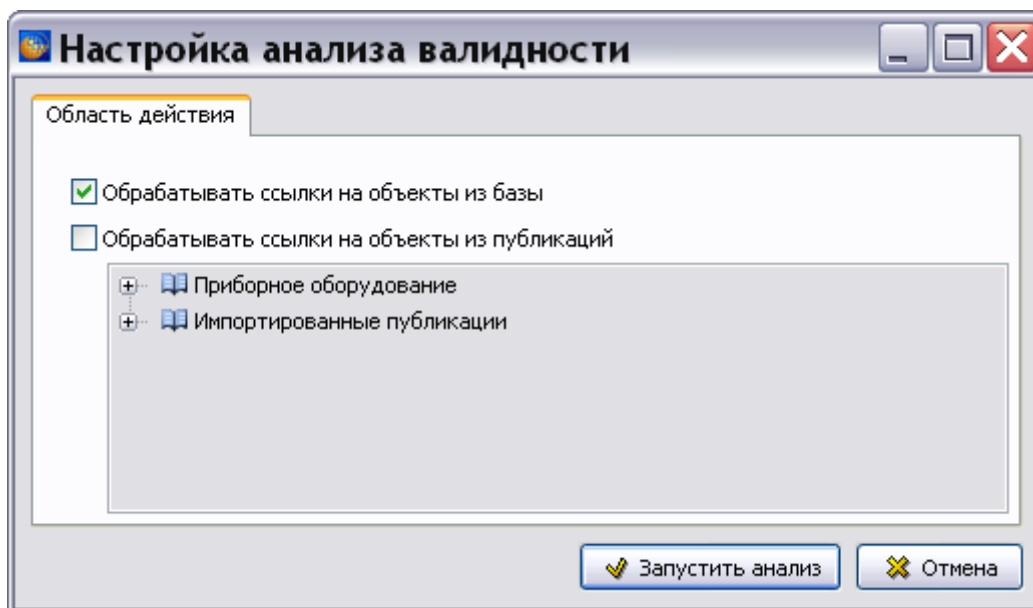 Настройка анализа валидности
Область действия
Обрабатывать ссылки на объекты из базы
Обрабатывать ссылки на объекты из публикаций
Приборное оборудование
Импортированные публикации
Запустить анализ
Отмена